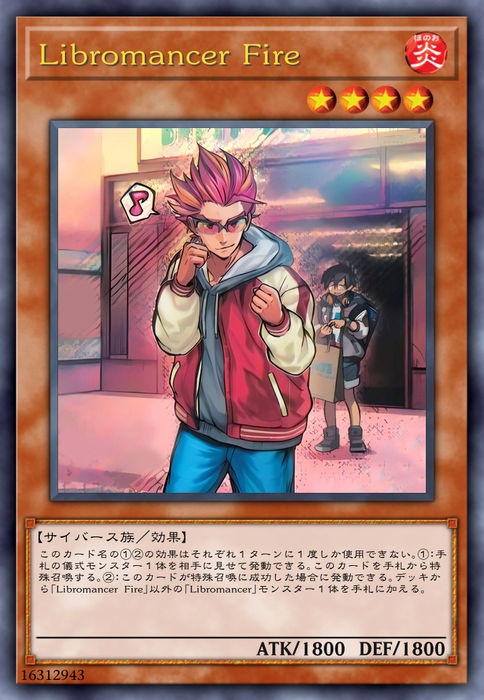 Libromancer Fire
ほのお
炎
【サイバース族/効果】
このカード名の①②の効果はそれぞれ1ターンに1度しか使用できない。①:手
札の儀式モンスター1体を相手に見せて発動できる。このカードを手札から特
殊召喚する。②:このカードが特殊召喚に成功した場合に発動できる。デッキか
ら「Libromancer Fire」以外の「Libromancer」モンスター1体を手札に加える。
ATK/1800 DEF/1800
16312943